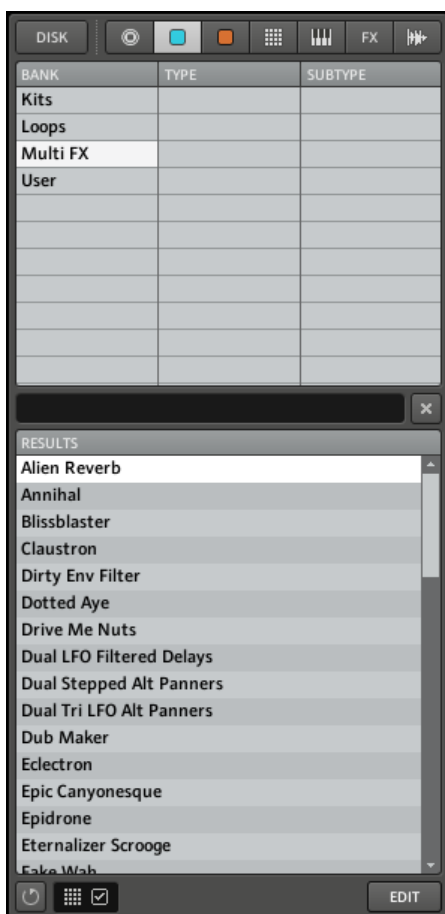 DISK FX
BANK TYPE SUBTYPE
Kits
Loops
Multi FX
User
RESULTS
Alien Reverb
Annihal
Blissblaster
Claustron
Dirty Env Filter
Dotted Aye
Drive Me Nuts
Dual LFO Filtered Delays
Dual Stepped Alt Panners
Dual Tri LFO Alt Panners
Dub Maker
Eclectron
Epic Canyonesque
Epidrone
Eternalizer Scrooge
Fake Wah
EDIT